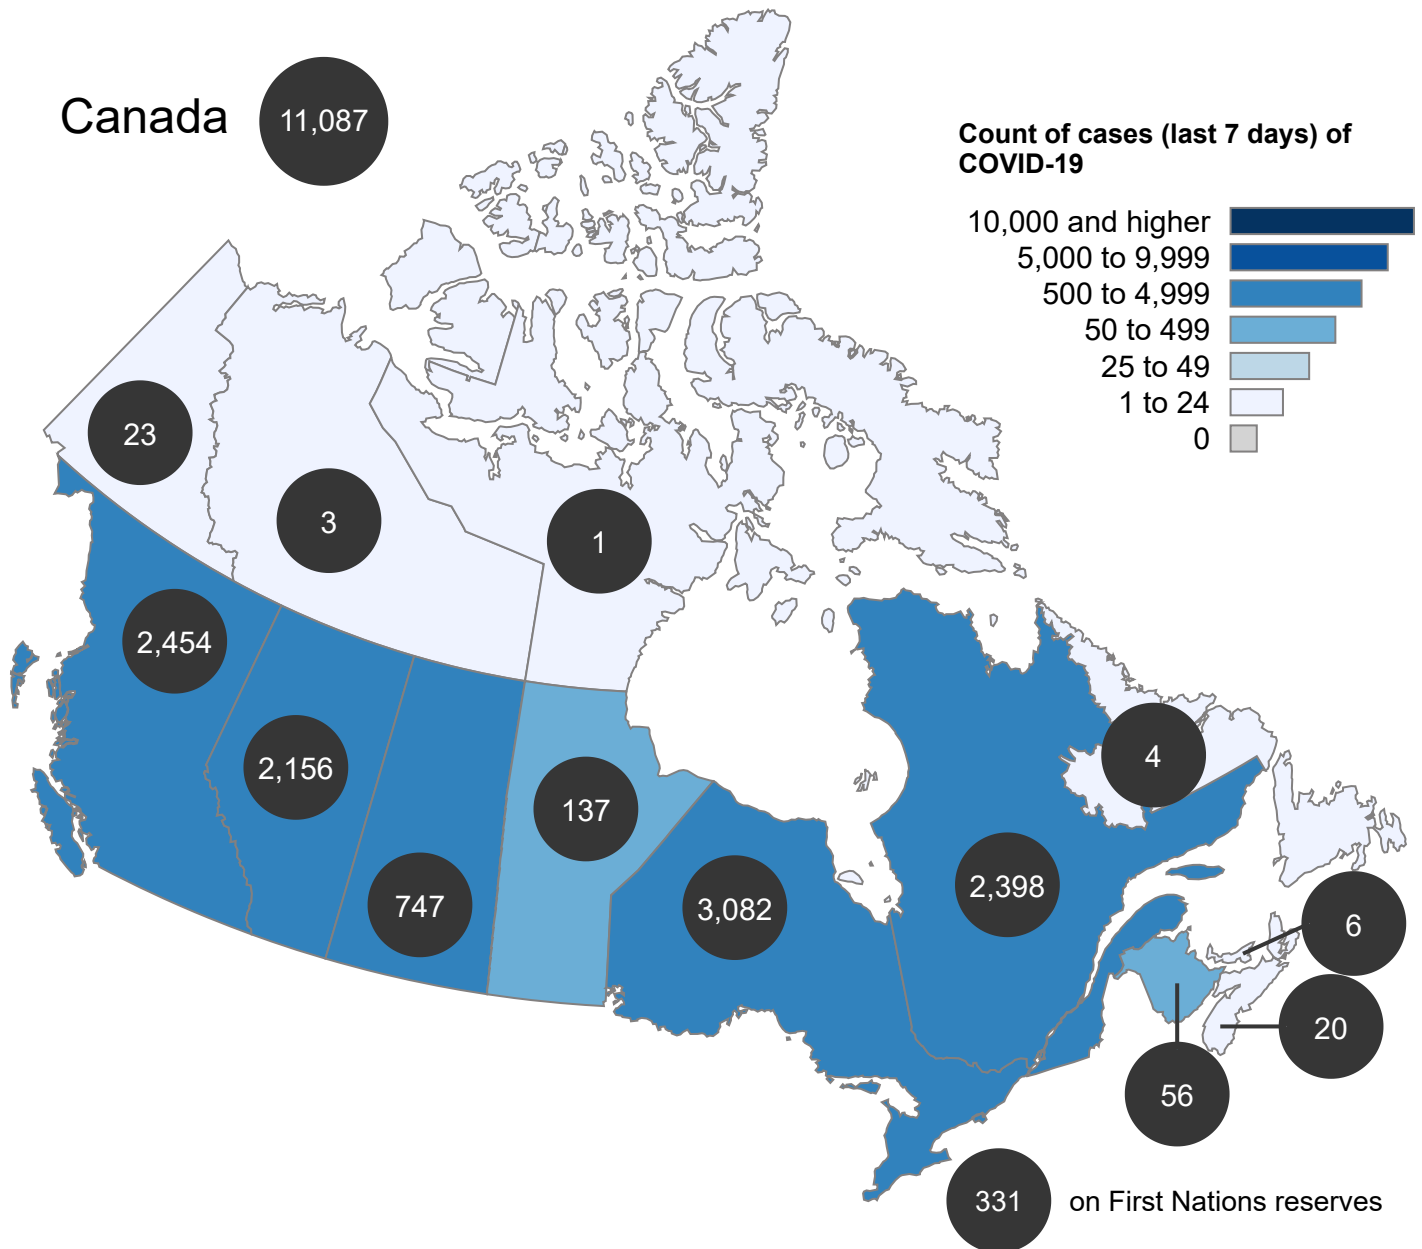 Canada
11,087
Count of cases (last 7 days) of
COVID-19
10,000 and higher
5,000 to 9,999
500 to 4,999
50 to 499
25 to 49
1 to 24
0
23
3
1
2,454
2,156
747
137
3,082
2,398
4
6
20
56
331 on First Nations reserves